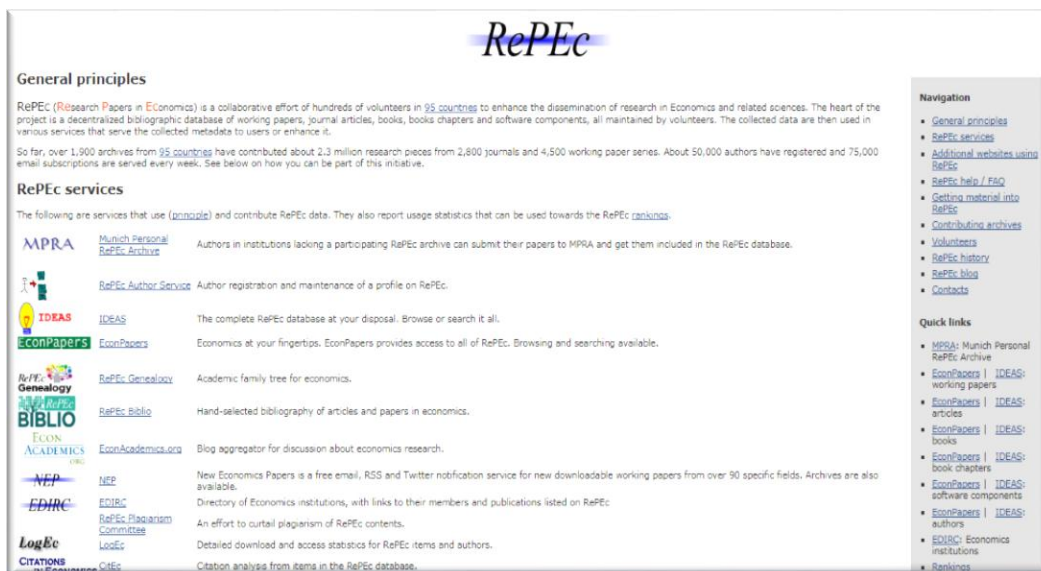 RePEc
General principles
RePEc (REsearch Papers in EConomics) is a collaborative effort of hundreds of volunteers in 95 countries to enhance the dissemination of research in Economics and related sciences. The heart of the
project is a decentralized bibliographic database of working papers, journal articles, books, books chapters and software components, all maintained by volunteers. The collected data are then used in
various services that serve the collected metadata to users or enhance it.
So far, over 1,900 archives from 95 countries have contributed about 2.3 million research pieces from 2,800 journals and 4,500 working paper series. About 50,000 authors have registered and 75,000
email subscriptions are served every week. See below on how you can be part of this initiative.
RePEc services
The following are services that use (principle) and contribute RePEc data. They also report usage statistics that can be used towards the RePEc rankings.
MPRA Munich Personal
RePEc Archive Authors in institutions lacking a participating RePEc archive can submit their papers to MPRA and get them included in the RePEc database.
RePEc Author Service Author registration and maintenance of a profile on RePEc.
IDEAS IDEAS The complete RePEc database at your disposal. Browse or search it all.
EconPapers EconPapers Economics at your fingertips. EconPapers provides access to all of RePEc. Browsing and searching available.
RePEc
Genealogy RePEc Genealogy Academic family tree for economics.
RePEc
BIBLIO RePEc Biblio Hand-selected bibliography of articles and papers in economics.
ECON
ACADEMICS
.ORG EconAcademics.org Blog aggregator for discussion about economics research.
NEP NEP New Economics Papers is a free email, RSS and Twitter notification service for new downloadable working papers from over 90 specific fields. Archives are also
available.
EDIRC EDIRC Directory of Economics institutions, with links to their members and publications listed on RePEc
RePEc Plagiarism
Committee An effort to curtail plagiarism of RePEc contents.
LogEc LogEc Detailed download and access statistics for RePEc items and authors.
CITATIONS
IN ECONOMICS CitEc Citation analysis from items in the RePEc database.
Navigation
General principles
RePEc services
Additional websites using
RePEc
RePEc help / FAQ
Getting material into
RePEc
Contributing archives
Volunteers
RePEc history
RePEc blog
Contacts
Quick links
MPRA: Munich Personal
RePEc Archive
EconPapers | IDEAS:
working papers
EconPapers | IDEAS:
articles
EconPapers | IDEAS:
books
EconPapers | IDEAS:
book chapters
EconPapers | IDEAS:
software components
EconPapers | IDEAS:
authors
EDIRC: Economics
institutions
Rankings